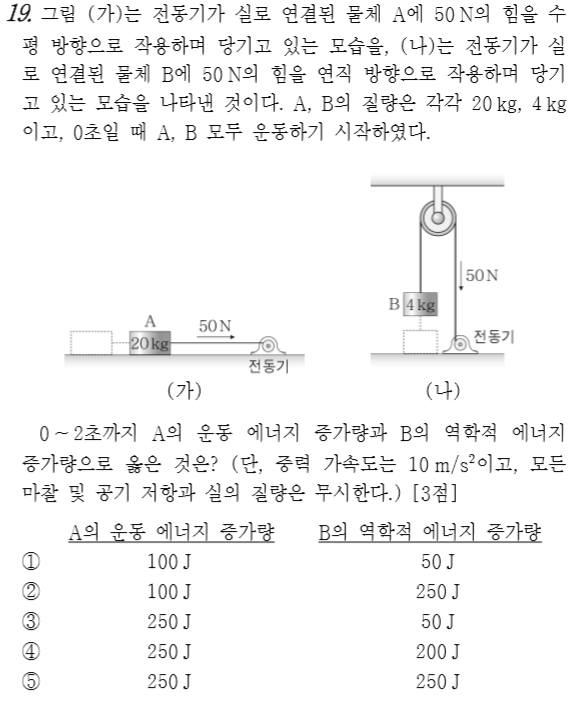 19. 그림 (가)는 전동기가 실로 연결된 물체 A에 50 N의 힘을 수
평 방향으로 작용하며 당기고 있는 모습을, (나)는 전동기가 실
로 연결된 물체 B에 50 N의 힘을 연직 방향으로 작용하며 당기
고 있는 모습을 나타낸 것이다. A, B의 질량은 각각 20 kg, 4 kg
이고, 0초일 때 A, B 모두 운동하기 시작하였다.
50 N
B 4 kg
A
50 N
전동기
20 kg
전동기
(가)
(나)
0 ~ 2초까지 A의 운동 에너지 증가량과 B의 역학적 에너지
증가량으로 옳은 것은? (단, 중력 가속도는 10 m/s²이고, 모든
마찰 및 공기 저항과 실의 질량은 무시한다.) [3점]
A의 운동 에너지 증가량 B의 역학적 에너지 증가량
① 100 J 50 J
② 100 J 250 J
③ 250 J 50 J
④ 250 J 200 J
⑤ 250 J 250 J